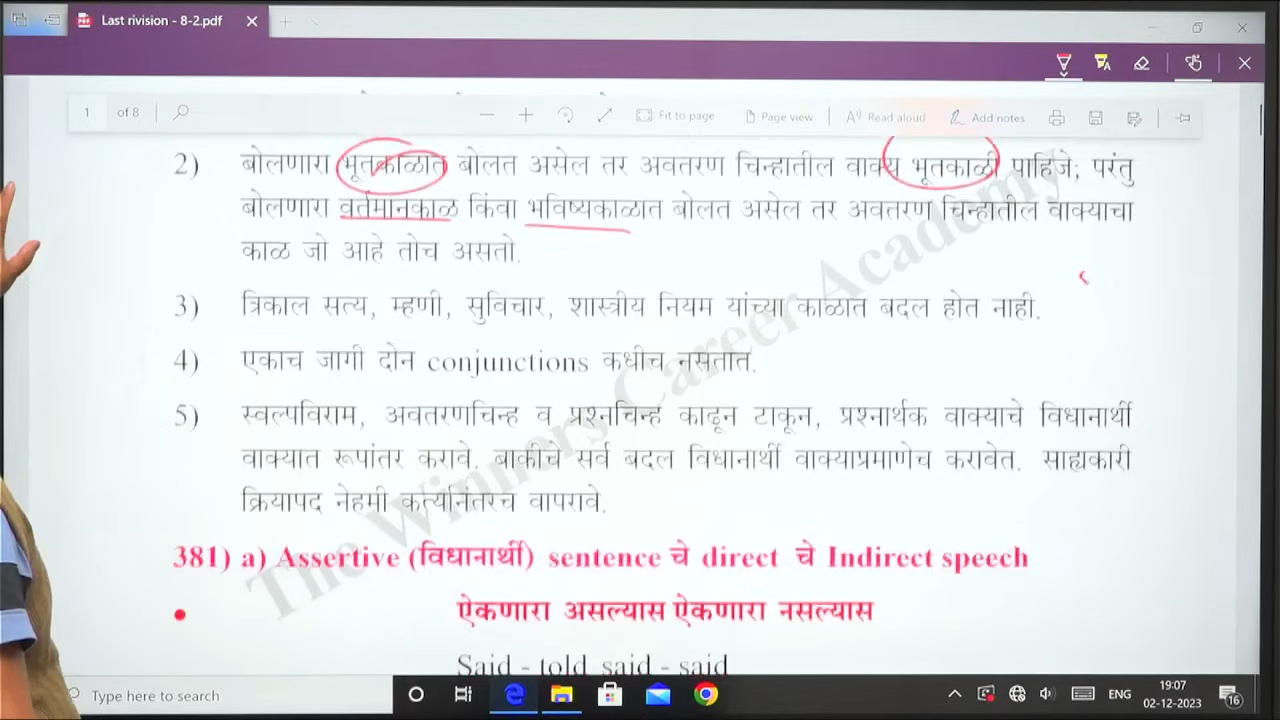 Last rivision - 8-2.pdf
1 of 8
Fit to page
Page view
Read aloud
Add notes
2) बोलणारा भूतकाळात बोलत असेल तर अवतरण चिन्हातील वाक्य भूतकाळी पाहिजे; परंतु
बोलणारा वर्तमानकाळ किंवा भविष्यकाळात बोलत असेल तर अवतरण चिन्हातील वाक्याचा
काळ जो आहे तोच असतो.
3) त्रिकाल सत्य, म्हणी, सुविचार, शास्त्रीय नियम यांच्या काळात बदल होत नाही.
4) एकाच जागी दोन conjunctions कधीच नसतात.
5) स्वल्पविराम, अवतरणचिन्ह व प्रश्नचिन्ह काढून टाकून, प्रश्नार्थक वाक्याचे विधानार्थी
वाक्यात रूपांतर करावे. बाकीचे सर्व बदल विधानार्थी वाक्याप्रमाणेच करावेत. साह्यकारी
क्रियापद नेहमी कर्त्यानंतरच वापरावे.
The Winners Career Academy
381) a) Assertive (विधानार्थी) sentence चे direct चे Indirect speech
ऐकणारा असल्यास ऐकणारा नसल्यास
Said - told said - said
Type here to search
ENG
19:07
02-12-2023
16